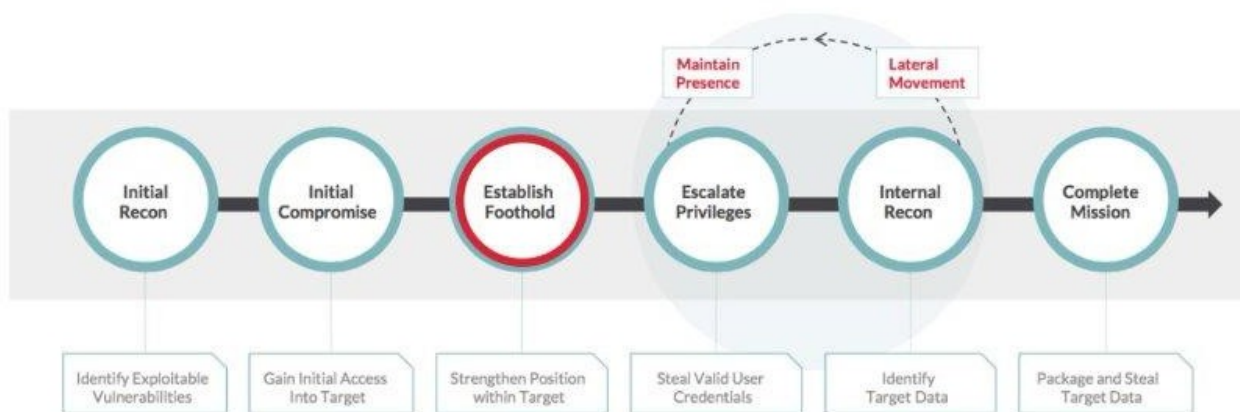 Maintain
Presence
Lateral
Movement
Initial
Recon
Initial
Compromise
Establish
Foothold
Escalate
Privileges
Internal
Recon
Complete
Mission
Identify Exploitable
Vulnerabilities
Gain Initial Access
Into Target
Strengthen Position
within Target
Steal Valid User
Credentials
Identify
Target Data
Package and Steal
Target Data